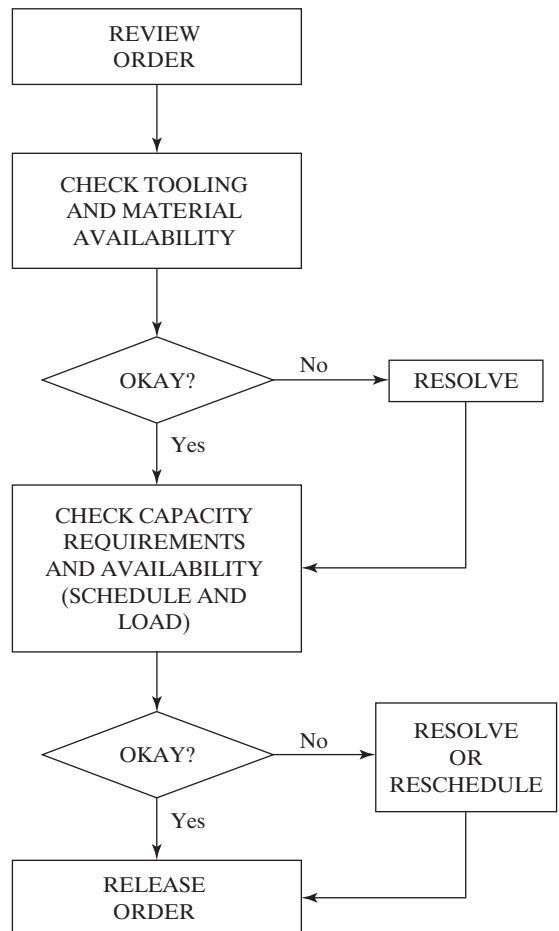 REVIEW
ORDER
CHECK TOOLING
AND MATERIAL
AVAILABILITY
OKAY?
No
RESOLVE
Yes
CHECK CAPACITY
REQUIREMENTS
AND AVAILABILITY
(SCHEDULE AND
LOAD)
OKAY?
No
RESOLVE
OR
RESCHEDULE
Yes
RELEASE
ORDER